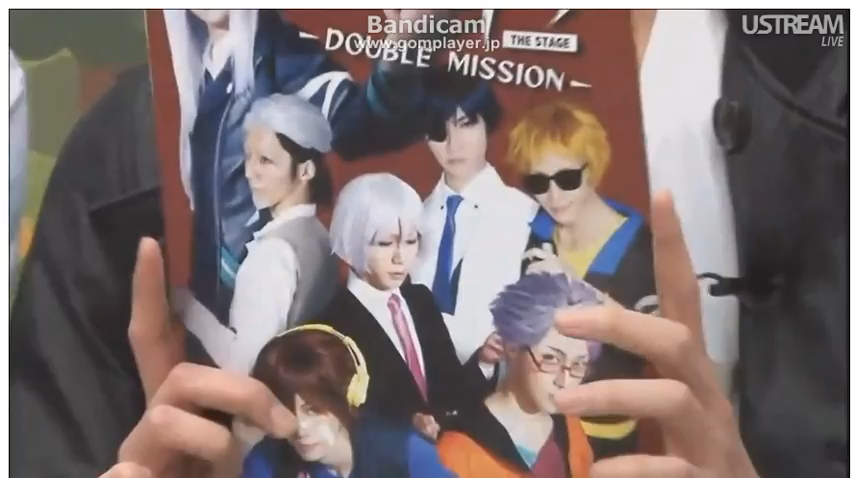 Bandicam
www.gomplayer.jp
USTREAM
LIVE
THE STAGE
DOUBLE MISSION